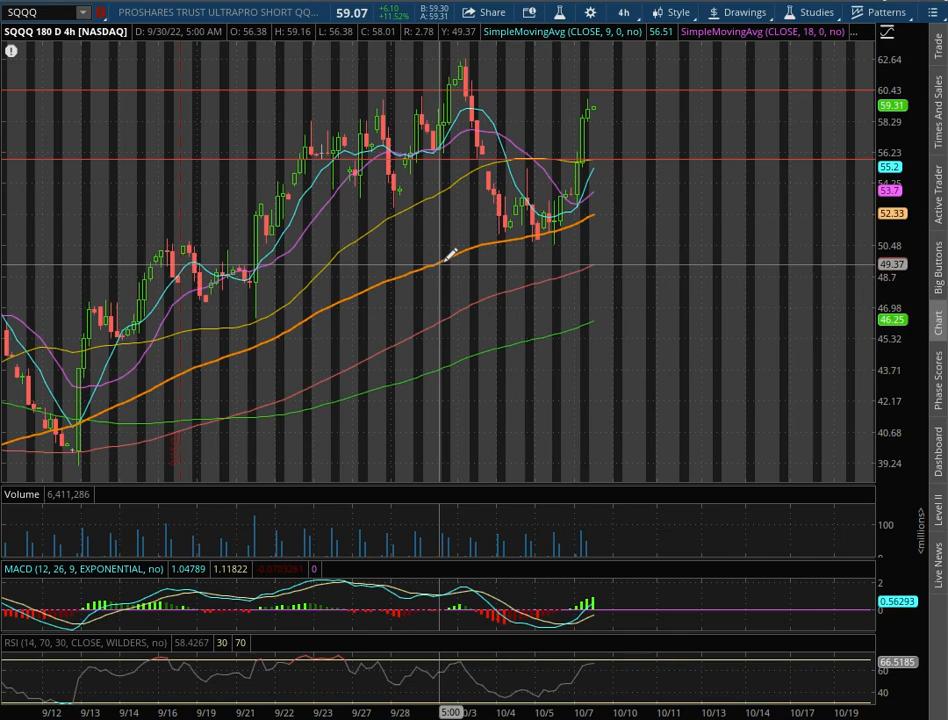 SQQQ PROSHARES TRUST ULTRAPRO SHORT QQ... 59.07 +6.10 +11.52% B: 59.30 A: 59.31 Share 4h Style Drawings Studies Patterns
SQQQ 180 D 4h [NASDAQ] D: 9/30/22, 5:00 AM O: 56.38 H: 59.16 L: 56.38 C: 58.01 R: 2.78 Y: 49.37 SimpleMovingAvg (CLOSE, 9, 0, no) 56.51 SimpleMovingAvg (CLOSE, 18, 0, no) ...
62.64
60.43
59.31
58.29
56.23
55.2
53.7
52.33
50.48
49.37
48.7
46.98
46.25
45.32
43.71
42.17
40.68
39.24
Volume 6,411,286
100
0
<millions>
MACD (12, 26, 9, EXPONENTIAL, no) 1.04789 1.11822 -0.0703261 0
2
0.56293
0
RSI (14, 70, 30, CLOSE, WILDERS, no) 58.4267 30 70
66.5185
60
40
9/12 9/13 9/14 9/16 9/19 9/21 9/22 9/23 9/27 9/28 5:00 0/3 10/4 10/5 10/7 10/10 10/11 10/13 10/14 10/17 10/19
Trade
Times And Sales
Active Trader
Big Buttons
Chart
Phase Scores
Dashboard
Level II
Live News